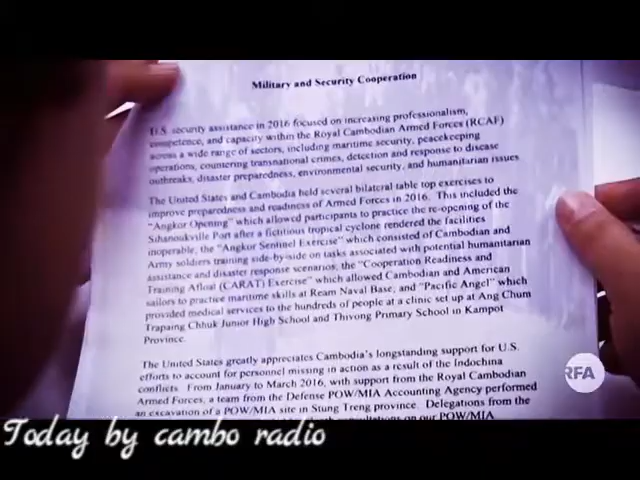 Military and Security Cooperation
U.S. security assistance in 2016 focused on increasing professionalism,
competence, and capacity within the Royal Cambodian Armed Forces (RCAF)
across a wide range of sectors, including maritime security, peacekeeping
operations, countering transnational crimes, detection and response to disease
outbreaks, disaster preparedness, environmental security, and humanitarian issues
The United States and Cambodia held several bilateral table top exercises to
improve preparedness and readiness of Armed Forces in 2016. This included the
"Angkor Opening" which allowed participants to practice the re-opening of the
Sihanoukville Port after a fictitious tropical cyclone rendered the facilities
inoperable, the "Angkor Sentinel Exercise" which consisted of Cambodian and
Army soldiers training side-by-side on tasks associated with potential humanitarian
assistance and disaster response scenarios, the "Cooperation Readiness and
Training Afloat (CARAT) Exercise" which allowed Cambodian and American
sailors to practice maritime skills at Ream Naval Base, and "Pacific Angel" which
provided medical services to the hundreds of people at a clinic set up at Ang Chum
Trapaing Chhuk Junior High School and Thivong Primary School in Kampot
Province.
The United States greatly appreciates Cambodia's longstanding support for U.S.
efforts to account for personnel missing in action as a result of the Indochina
conflicts. From January to March 2016, with support from the Royal Cambodian
Armed Forces, a team from the Defense POW/MIA Accounting Agency performed
an excavation of a POW/MIA site in Stung Treng province. Delegations from the
consultations on our POW/MIA
RFA
Today by cambo radio